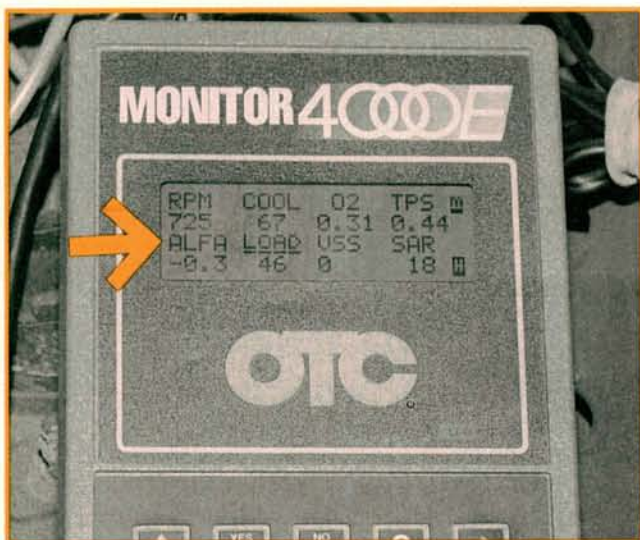 MONITOR 4000E
RPM COOL O2 TPS m
725 67 0.31 0.44
ALFA LOAD VSS SAR
-0.3 46 0 18 H
OTC
YES NO